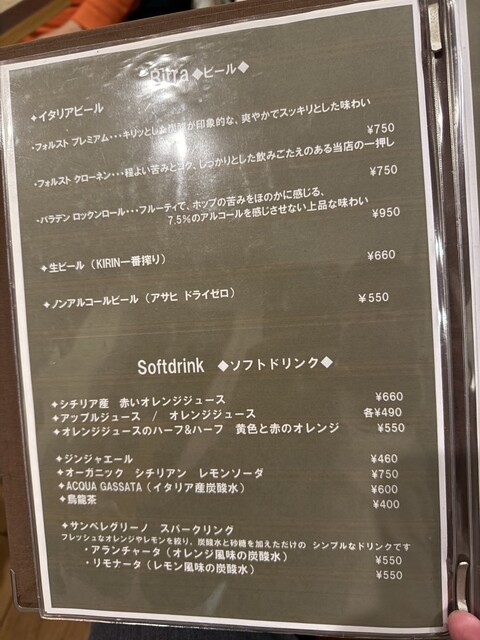 Birra ◆ビール◆
✦イタリアビール
・フォルスト プレミアム・・・キリッとした炭酸が印象的な、爽やかでスッキリとした味わい
¥750
・フォルスト クローネン・・・程よい苦みとコク、しっかりとした飲みごたえのある当店の一押し
¥750
・バラデン ロックンロール・・・フルーティで、ホップの苦みをほのかに感じる、
7.5%のアルコールを感じさせない上品な味わい
¥950
✦生ビール（KIRIN一番搾り） ¥660
✦ノンアルコールビール（アサヒ ドライゼロ） ¥550
Softdrink ◆ソフトドリンク◆
✦シチリア産 赤いオレンジジュース ¥660
✦アップルジュース / オレンジジュース 各¥490
✦オレンジジュースのハーフ&ハーフ 黄色と赤のオレンジ ¥550
✦ジンジャエール ¥460
✦オーガニック シチリアン レモンソーダ ¥750
✦ACQUA GASSATA（イタリア産炭酸水） ¥600
✦烏龍茶 ¥400
✦サンペレグリーノ スパークリング
フレッシュなオレンジやレモンを絞り、炭酸水と砂糖を加えただけの シンプルなドリンクです
・アランチャータ（オレンジ風味の炭酸水） ¥550
・リモナータ（レモン風味の炭酸水） ¥550